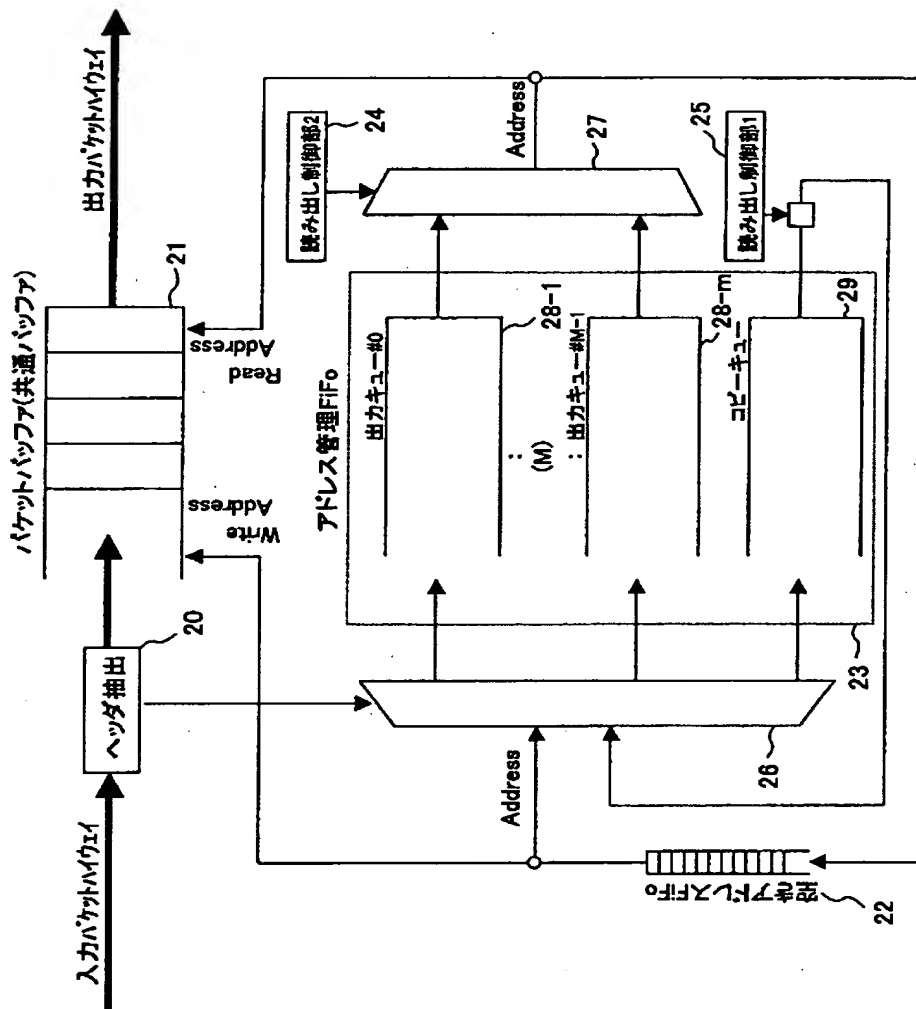 入力パケットハイウェイ
ヘッダ抽出
20
パケットバッファ(共通バッファ)
21
出力パケットハイウェイ
Write
Address
Read
Address
アドレス管理FiFo
出力キュー#0
28-1
:
(M)
:
出力キュー#M-1
28-m
コピーキュー
29
23
読み出し制御部2
24
27
Address
読み出し制御部1
25
Address
26
空きアドレスFiFo
22